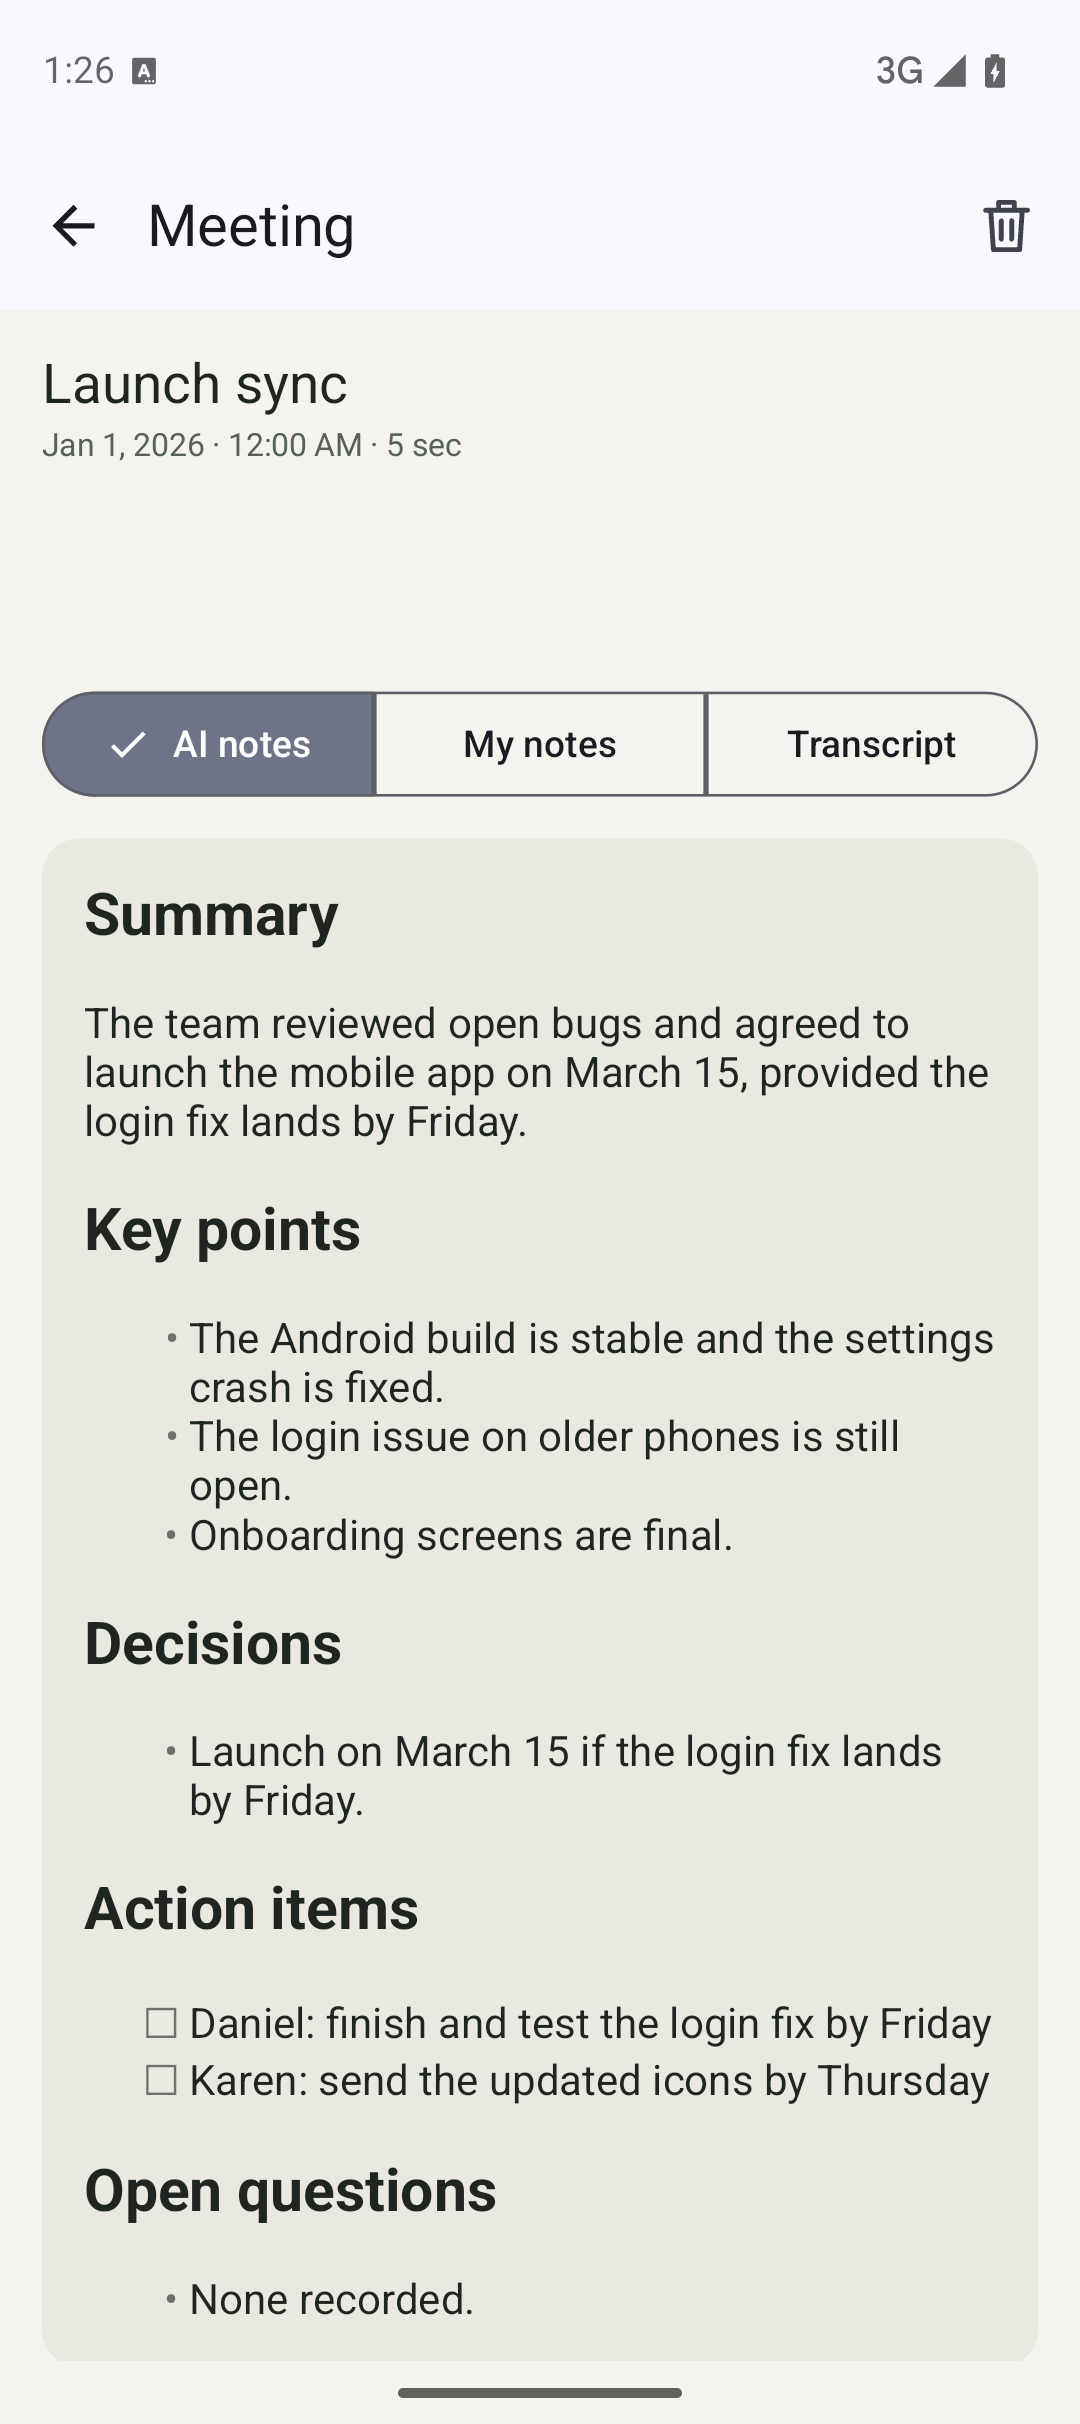 1:26
3G
Meeting
Launch sync
Jan 1, 2026 · 12:00 AM · 5 sec
AI notes
My notes
Transcript
Summary
The team reviewed open bugs and agreed to
launch the mobile app on March 15, provided the
login fix lands by Friday.
Key points
• The Android build is stable and the settings
crash is fixed.
• The login issue on older phones is still
open.
• Onboarding screens are final.
Decisions
• Launch on March 15 if the login fix lands
by Friday.
Action items
☐ Daniel: finish and test the login fix by Friday
☐ Karen: send the updated icons by Thursday
Open questions
• None recorded.